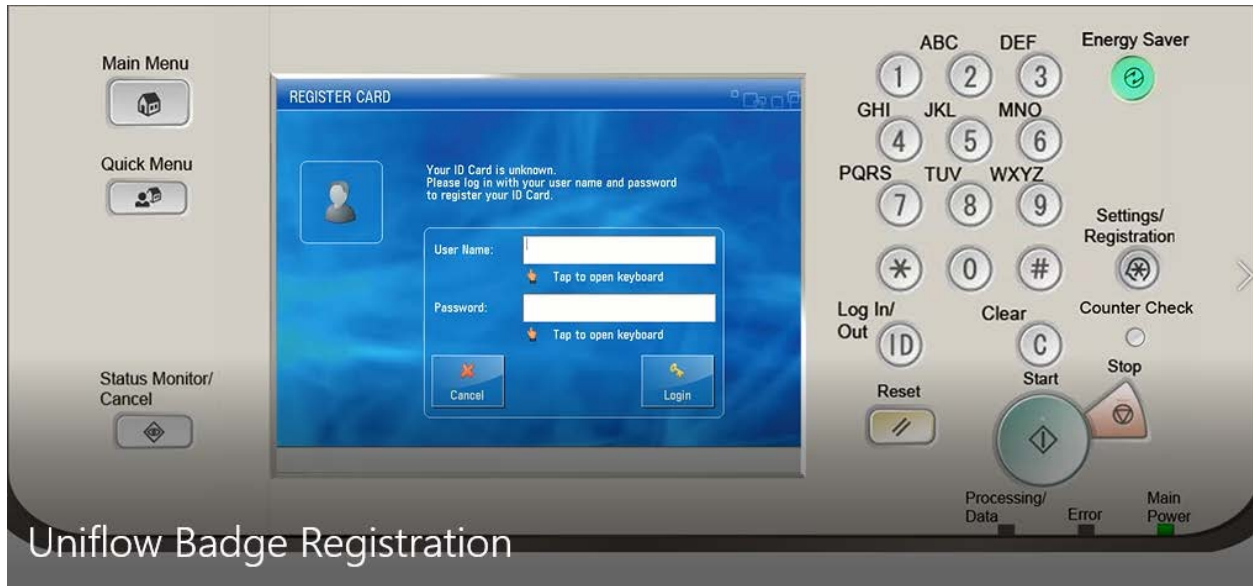 Main Menu
Quick Menu
Status Monitor/
Cancel
REGISTER CARD
Your ID Card is unknown.
Please log in with your user name and password
to register your ID Card.
User Name:
Tap to open keyboard
Password:
Tap to open keyboard
Cancel
Login
ABC DEF
1 2 3
GHI JKL MNO
4 5 6
PQRS TUV WXYZ
7 8 9
* 0 #
Log In/
Out
ID
Clear
C
Energy Saver
Settings/
Registration
Counter Check
Stop
Start
Reset
Processing/
Data
Error
Main
Power
Uniflow Badge Registration